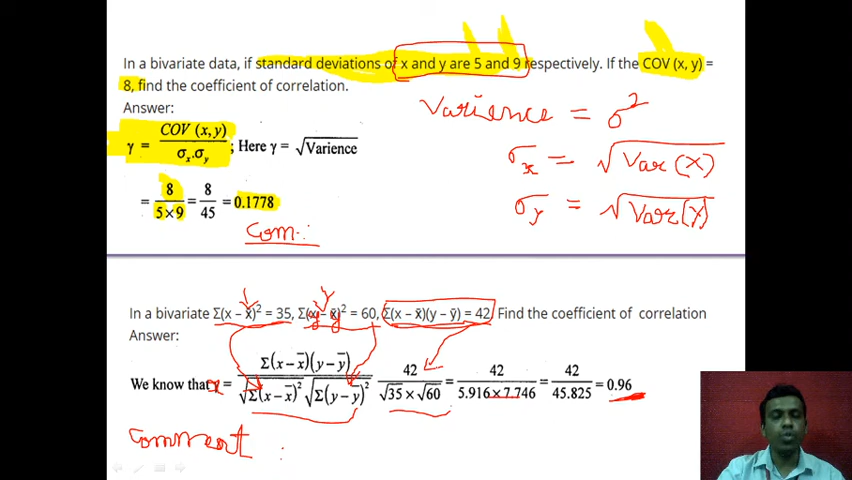 In a bivariate data, if standard deviations of x and y are 5 and 9 respectively. If the COV (x, y) =
8, find the coefficient of correlation.
Answer:
γ = COV (x, y) / σx.σy ; Here γ = √Varience
= 8 / 5 × 9 = 8 / 45 = 0.1778
Com..
Varience = σ²
σx = √Var(X)
σy = √Var(Y)
In a bivariate Σ(x – x̄)² = 35, Σ( – )² = 60, Σ(x – x̄)(y – ȳ) = 42, Find the coefficient of correlation
Answer:
We know that = Σ(x – x̄)(y – ȳ) / √Σ(x – x̄)² √Σ(y – ȳ)² = 42 / √35 × √60 = 42 / 5.916 × 7.746 = 42 / 45.825 = 0.96
Comment :